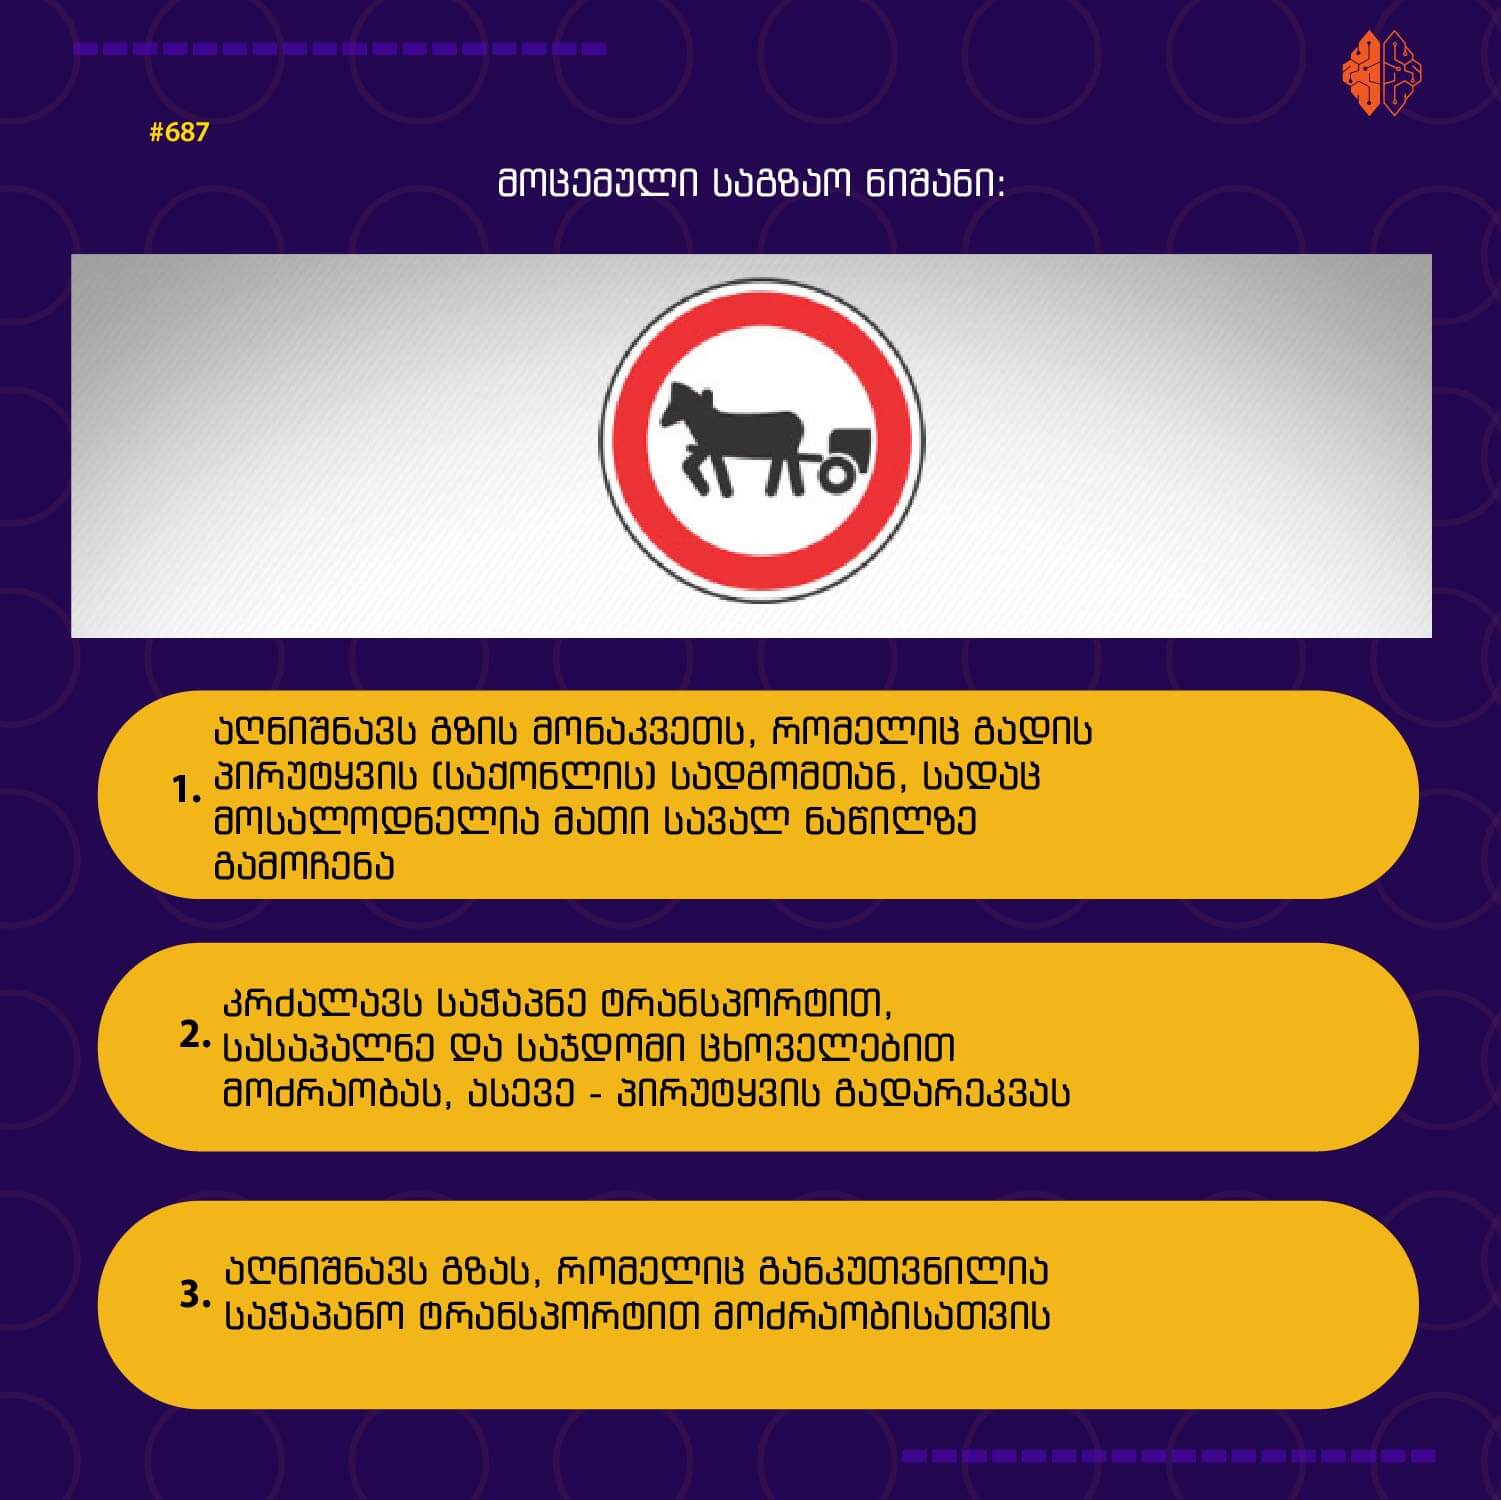 #687
მოცემული საგზაო ნიშანი:
აღნიშნავს გზის მონაკვეთს, რომელიც გადის
1. პირუტყვის (საქონლის) სადგომთან, სადაც
მოსალოდნელია მათი სავალ ნაწილზე
გამოჩენა
კრძალავს საჭაპნე ტრანსპორტით,
2. სასაპალნე და საჯდომი ცხოველებით
მოძრაობას, ასევე - პირუტყვის გადარეკვას
აღნიშნავს გზას, რომელიც განკუთვნილია
3. საჭაპანო ტრანსპორტით მოძრაობისათვის